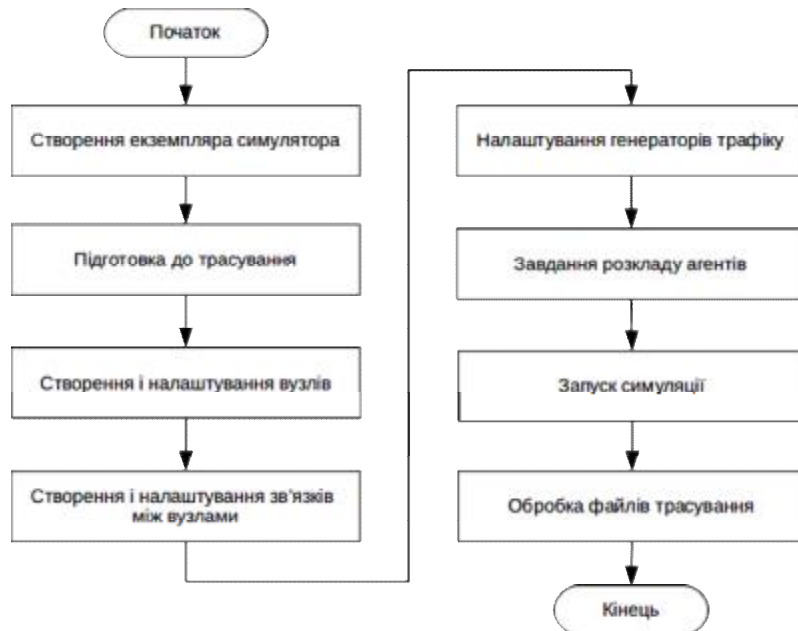 Початок
Створення екземпляра симулятора
Підготовка до трасування
Створення і налаштування вузлів
Створення і налаштування зв'язків
між вузлами
Налаштування генераторів трафіку
Завдання розкладу агентів
Запуск симуляції
Обробка файлів трасування
Кінець